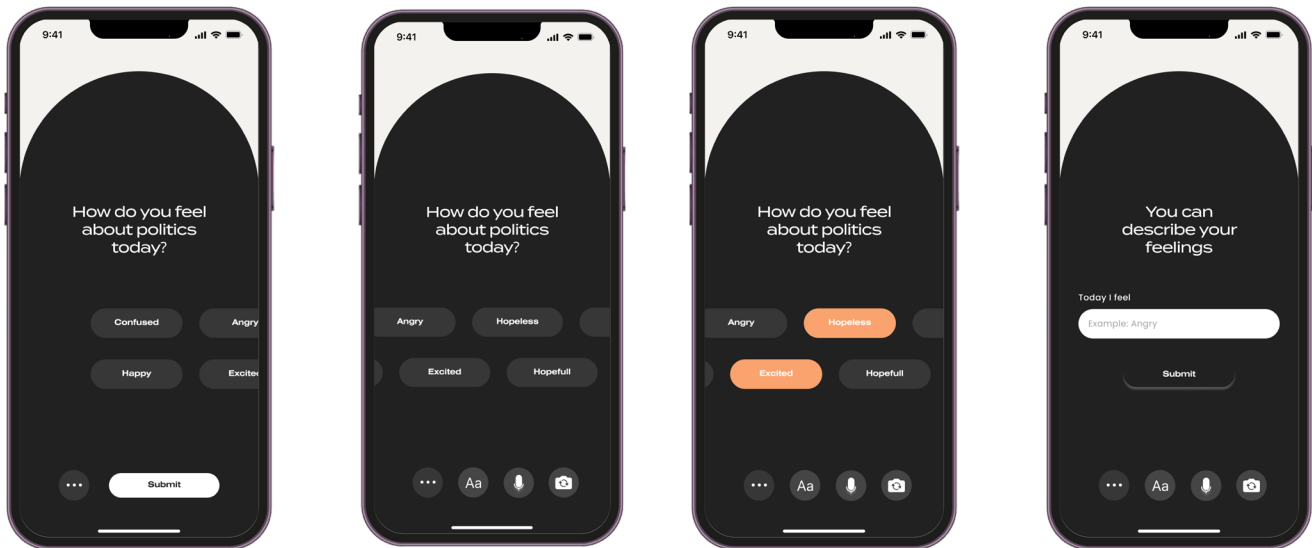 9:41
How do you feel
about politics
today?
Confused Angry
Happy Excited
Submit
9:41
How do you feel
about politics
today?
Angry Hopeless
Excited Hopefull
Aa
9:41
How do you feel
about politics
today?
Angry Hopeless
Excited Hopefull
Aa
9:41
You can
describe your
feelings
Today I feel
Example: Angry
Submit
Aa